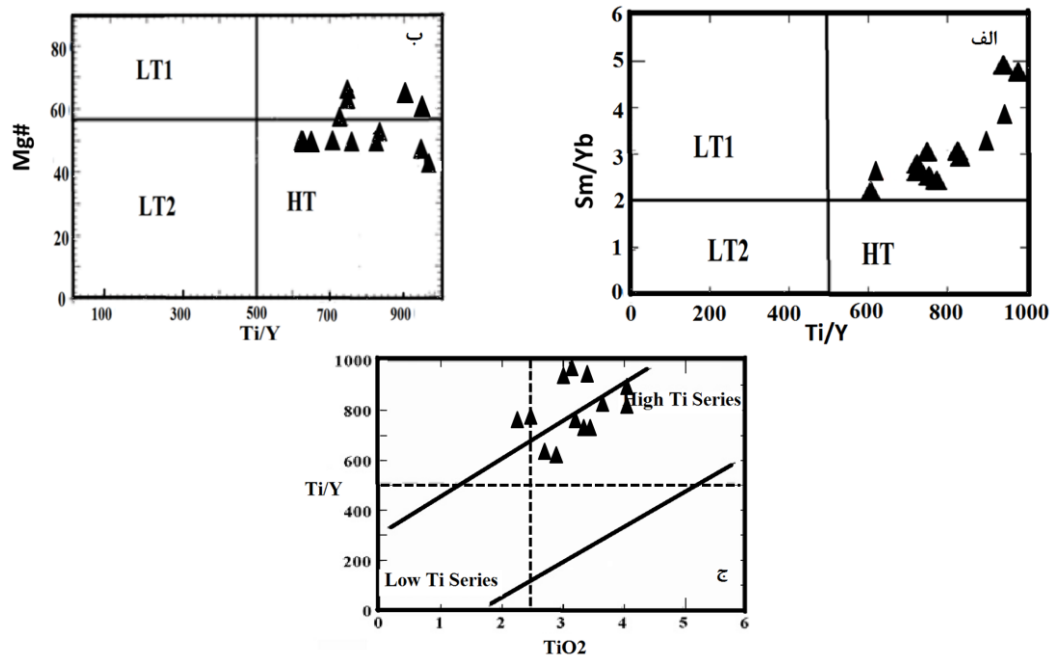 ب
80
60
40
20
0
Mg#
LT1
LT2
HT
100
300
500
700
900
Ti/Y
الف
6
5
4
3
2
1
0
Sm/Yb
LT1
LT2
HT
0
200
400
600
800
1000
Ti/Y
1000
800
600
Ti/Y
400
200
0
High Ti Series
Low Ti Series
ج
0
1
2
3
4
5
6
TiO2